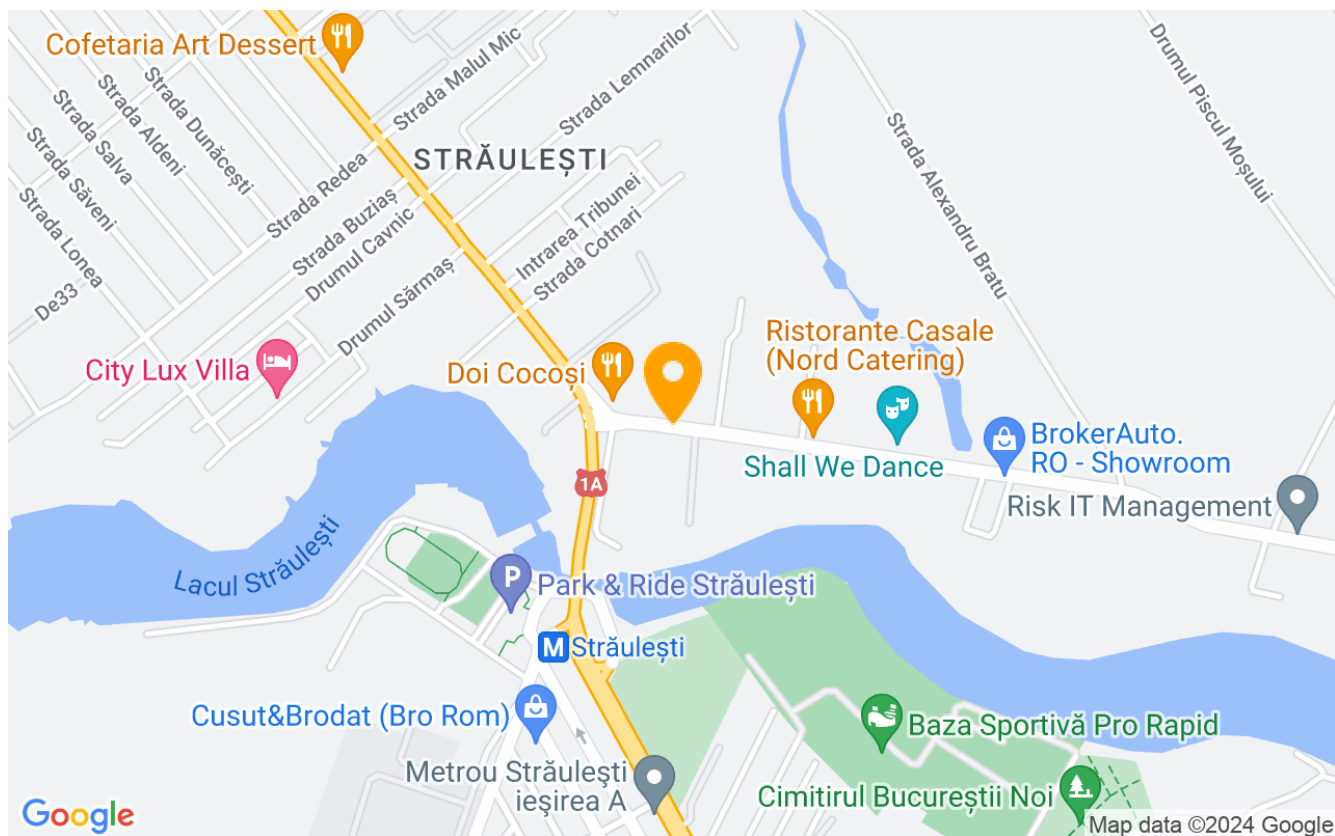 Cofetaria Art Dessert
Strada Malul Mic
Strada Lemnarilor
Drumul Piscul Moșului
Strada Dunăcești
Strada Aldeni
Strada Salva
Strada Săveni
Strada Lonea
STRĂULEȘTI
Strada Redea
Strada Buziaș
Drumul Cavnic
Drumul Sărmaș
Intrarea Tribunei
Strada Cotnari
Strada Alexandru Bratu
De33
City Lux Villa
Doi Cocoși
Ristorante Casale
(Nord Catering)
Shall We Dance
BrokerAuto.
RO - Showroom
Risk IT Management
1A
Lacul Străulești
P
Park & Ride Străulești
M
Străulești
Cusut&Brodat (Bro Rom)
Baza Sportivă Pro Rapid
Metrou Străuleşti
ieşirea A
Cimitirul Bucureștii Noi
Google
Map data ©2024 Google